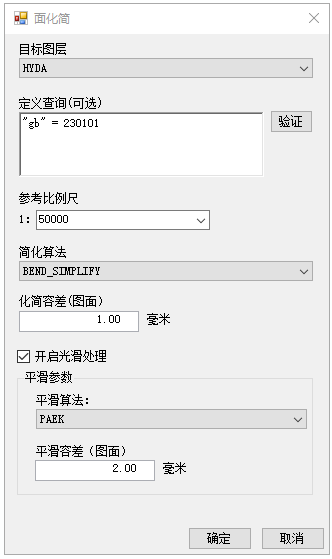 面化简
目标图层
HYDA
定义查询(可选)
"gb" = 230101
验证
参考比例尺
1: 50000
简化算法
BEND_SIMPLIFY
化简容差(图面)
1.00 毫米
开启光滑处理
平滑参数
平滑算法:
PAEK
平滑容差（图面）
2.00 毫米
确定 取消